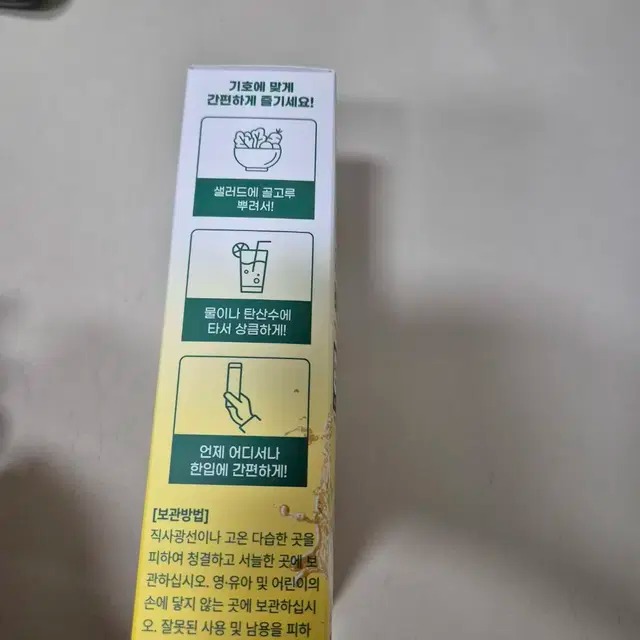 기호에 맞게
간편하게 즐기세요!
샐러드에 골고루
뿌려서!
물이나 탄산수에
타서 상큼하게!
언제 어디서나
한입에 간편하게!
[보관방법]
직사광선이나 고온 다습한 곳을
피하여 청결하고 서늘한 곳에 보
관하십시오. 영·유아 및 어린이의
손에 닿지 않는 곳에 보관하십시
오. 잘못된 사용 및 남용을 피하